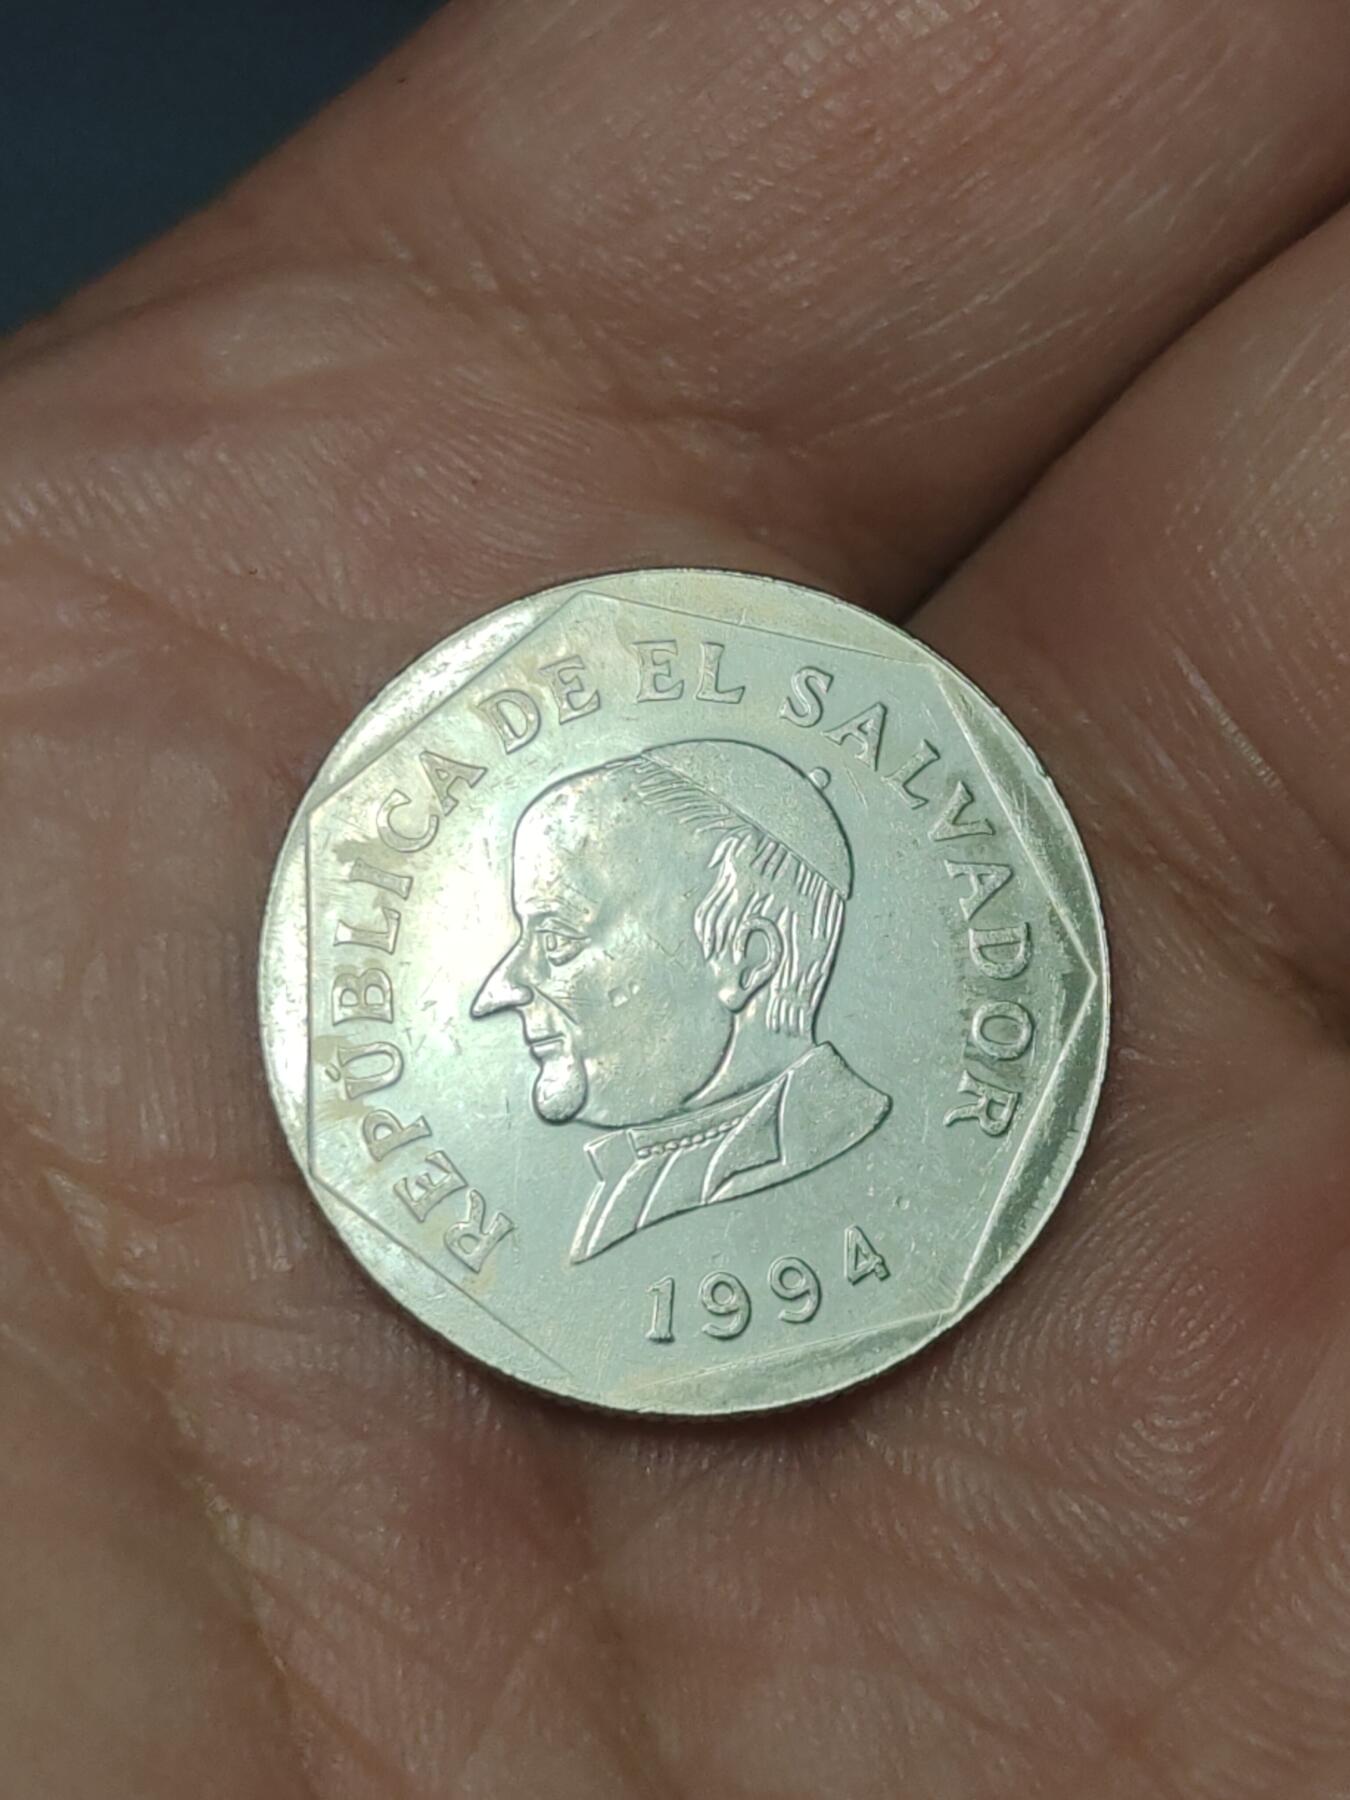 REPÚBLICA DE EL SALVADOR
1994